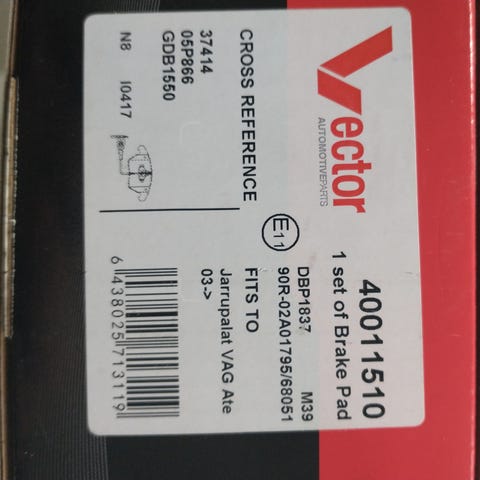 Vector
AUTOMOTIVEPARTS
40011510
1 set of Brake Pad
DBP1837 M39
E11 90R-02A01795/68051
CROSS REFERENCE
37414
05P866
GDB1550
N8 I0417
FITS TO
Jarrupalat VAG Ate
03->
6 438025 713119